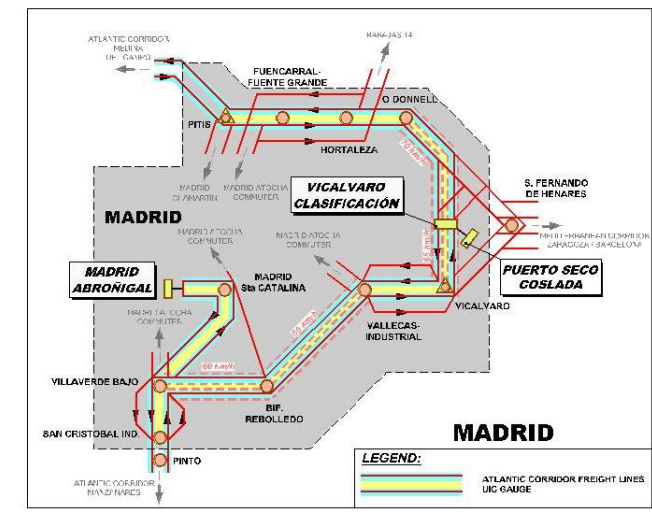 ATLANTIC CORRIDOR
MEDINA
DEL CAMPO
BARAJAS T4
FUENCARRAL-
FUENTE GRANDE
O DONNELL
PITIS
HORTALEZA
70 km/h
S. FERNANDO
DE HENARES
MADRID
CHAMARTÍN
MADRID ATOCHA
COMMUTER
VICALVARO
CLASIFICACIÓN
MADRID
MADRID ATOCHA
COMMUTER
MADRID ATOCHA
COMMUTER
MEDITERRANEAN CORRIDOR
ZARAGOZA / BARCELONA
65 km/h
MADRID
ABROÑIGAL
MADRID
Sta CATALINA
PUERTO SECO
COSLADA
VICALVARO
MADRID ATOCHA
COMMUTER
VALLECAS-
INDUSTRIAL
60 km/h
60 km/h
VILLAVERDE BAJO
BIF.
REBOLLEDO
SAN CRISTOBAL IND.
MADRID
PINTO
LEGEND:
ATLANTIC CORRIDOR
MANZANARES
ATLANTIC CORRIDOR FREIGHT LINES
UIC GAUGE